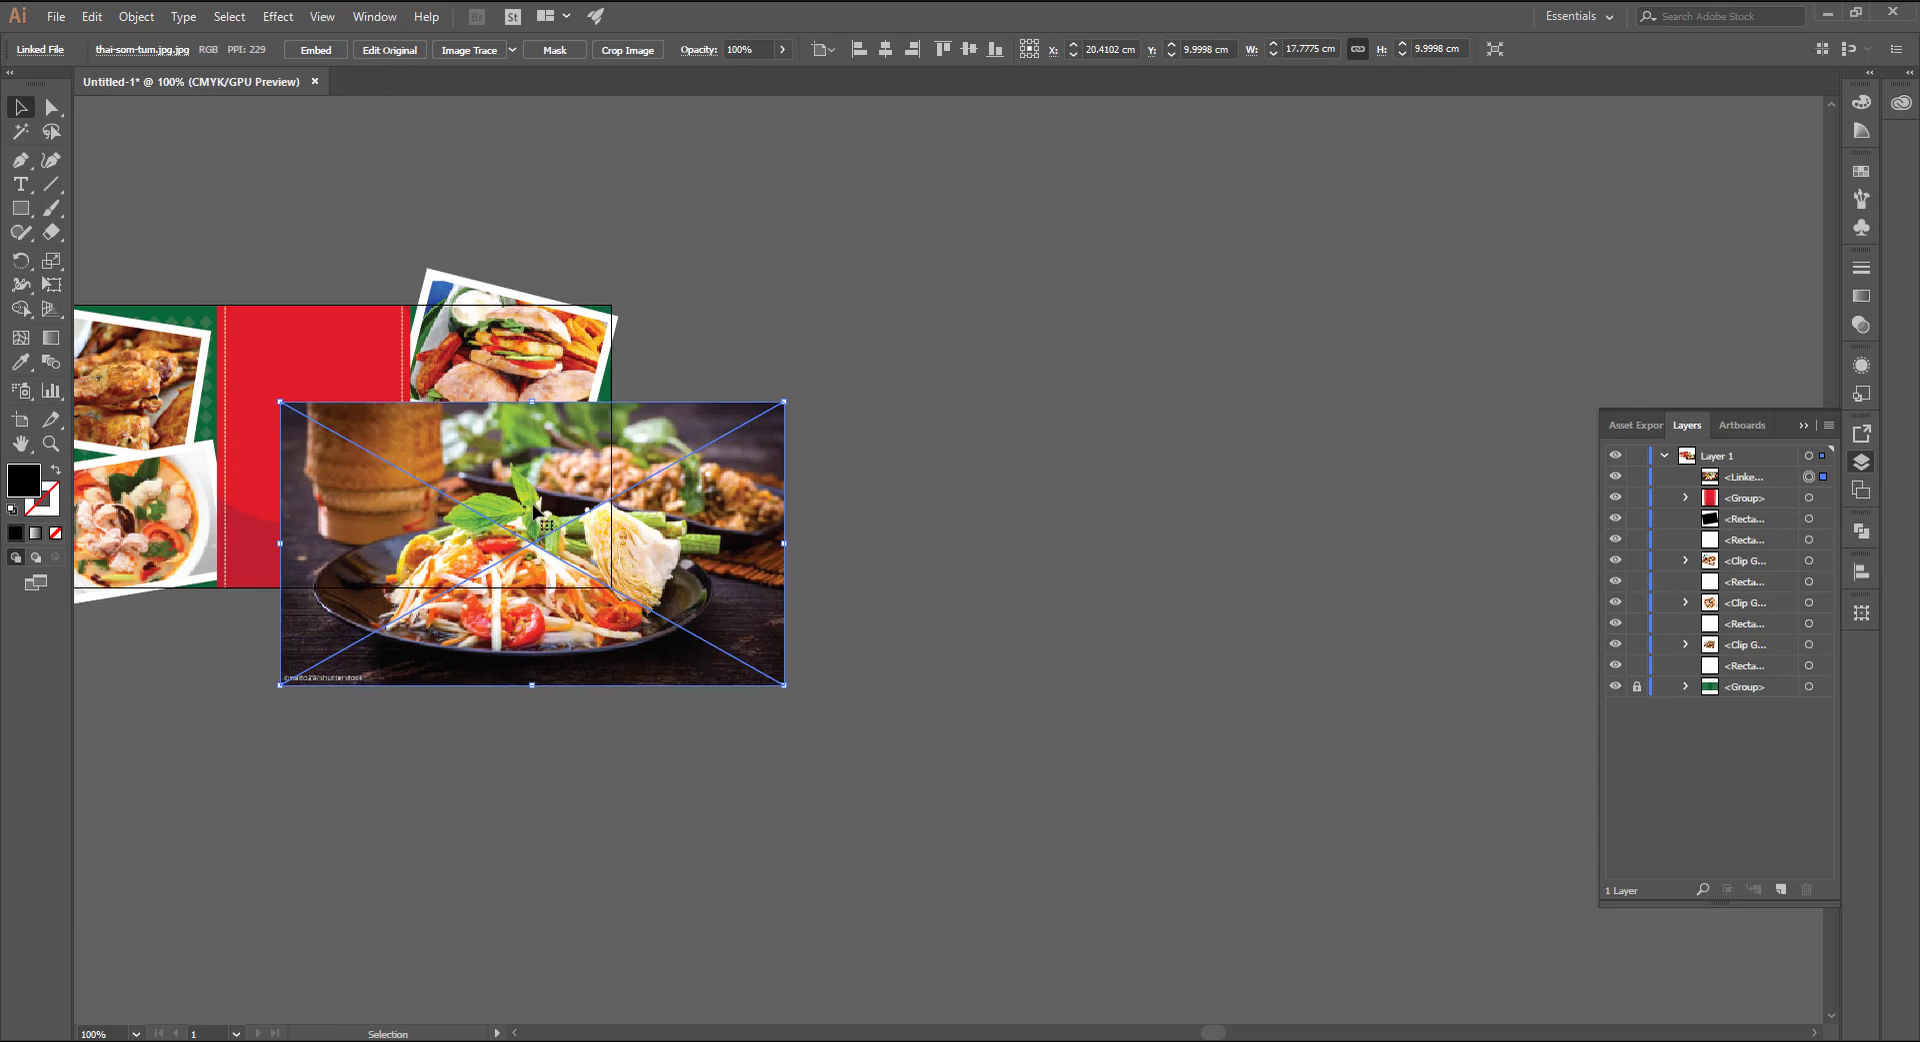 Ai File Edit Object Type Select Effect View Window Help Br St Essentials Search Adobe Stock
Linked File thai-som-tum.jpg.jpg RGB PPI: 229 Embed Edit Original Image Trace Mask Crop Image Opacity: 100% X: 20.4102 cm Y: 9.9998 cm W: 17.7775 cm H: 9.9998 cm
Untitled-1* @ 100% (CMYK/GPU Preview)
Asset Expor Layers Artboards
Layer 1
<Linke...
<Group>
<Recta...
<Recta...
<Clip G...
<Recta...
<Clip G...
<Recta...
<Clip G...
<Recta...
<Group>
1 Layer
100% 1 Selection